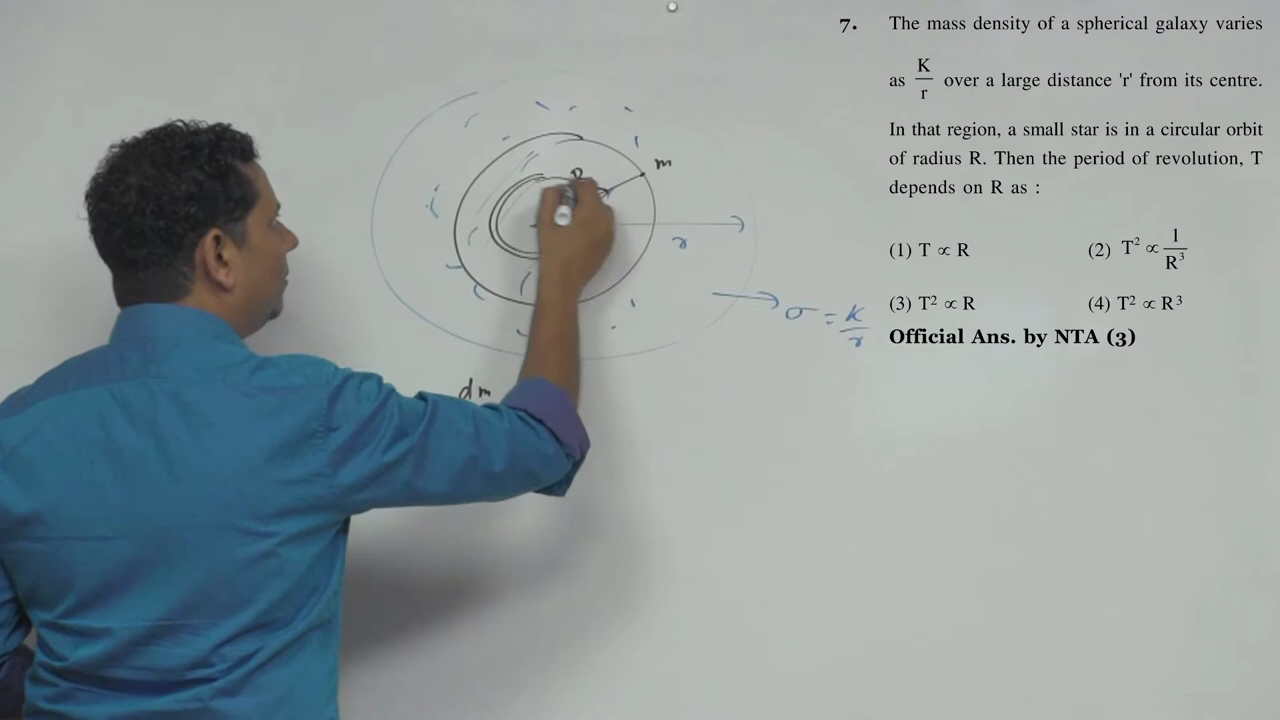 7. The mass density of a spherical galaxy varies
as K/r over a large distance 'r' from its centre.
In that region, a small star is in a circular orbit
of radius R. Then the period of revolution, T
depends on R as :
(1) T ∝ R (2) T² ∝ 1/R³
(3) T² ∝ R (4) T² ∝ R³
Official Ans. by NTA (3)
R
m
r
σ = K/r
dm